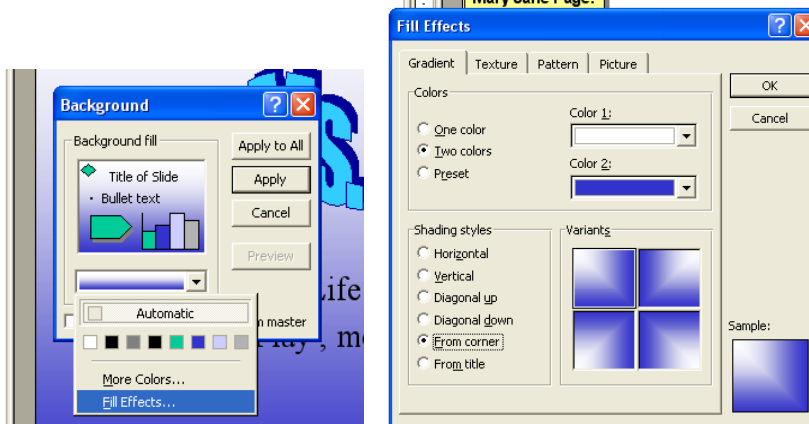 Mary Jane Page.
Background
Background fill
Title of Slide
• Bullet text
Apply to All
Apply
Cancel
Preview
Automatic
More Colors...
Fill Effects...
s.
Life
master
Play , m
Fill Effects
Gradient
Texture
Pattern
Picture
Colors
One color
Two colors
Preset
Color 1:
Color 2:
OK
Cancel
Shading styles
Horizontal
Vertical
Diagonal up
Diagonal down
From corner
From title
Variants
Sample: